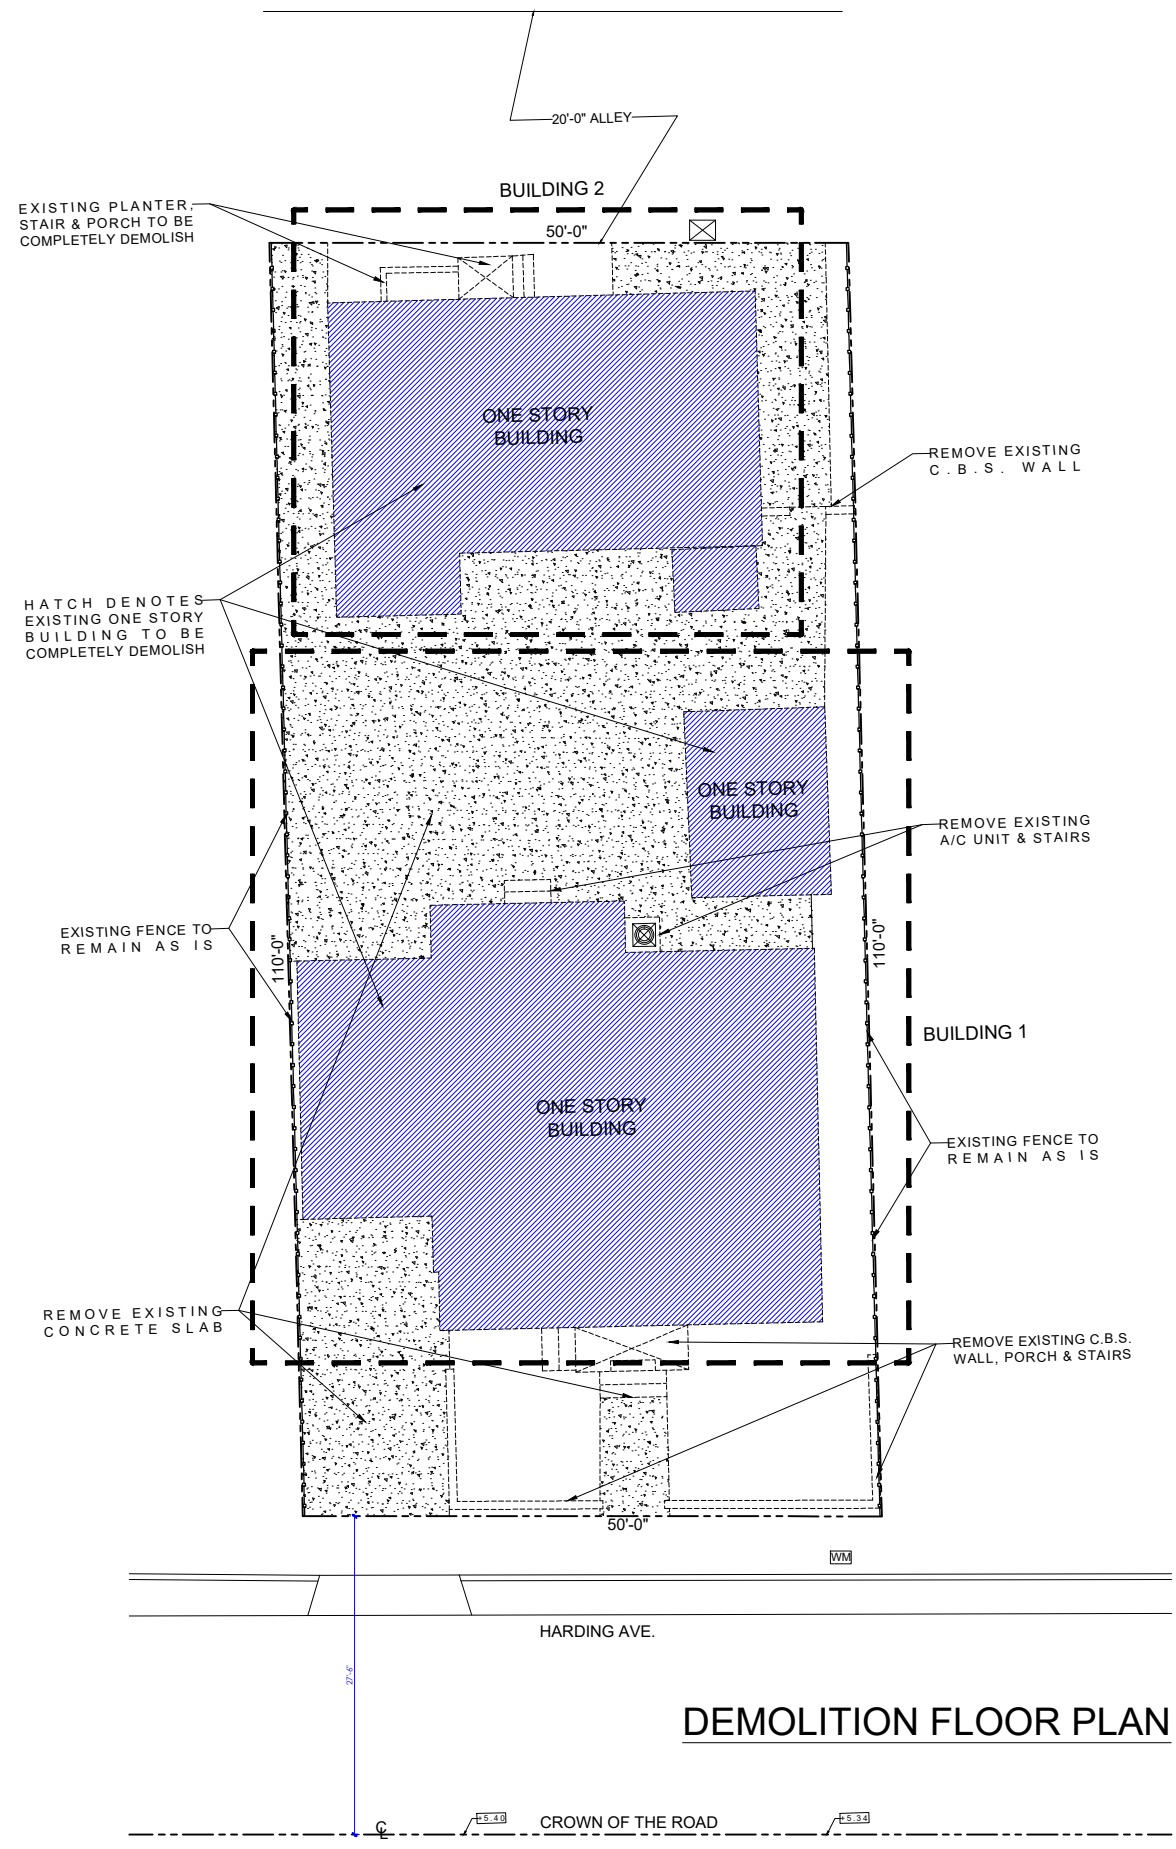 20'-0" ALLEY
BUILDING 2
EXISTING PLANTER,
STAIR & PORCH TO BE
COMPLETELY DEMOLISH
50'-0"
ONE STORY
BUILDING
REMOVE EXISTING
C.B.S. WALL
HATCH DENOTES
EXISTING ONE STORY
BUILDING TO BE
COMPLETELY DEMOLISH
ONE STORY
BUILDING
REMOVE EXISTING
A/C UNIT & STAIRS
EXISTING FENCE TO
REMAIN AS IS
110'-0"
110'-0"
BUILDING 1
ONE STORY
BUILDING
EXISTING FENCE TO
REMAIN AS IS
REMOVE EXISTING
CONCRETE SLAB
REMOVE EXISTING C.B.S.
WALL, PORCH & STAIRS
50'-0"
WM
HARDING AVE.
27'-6"
DEMOLITION FLOOR PLAN
CL
+5.40
CROWN OF THE ROAD
+5.34